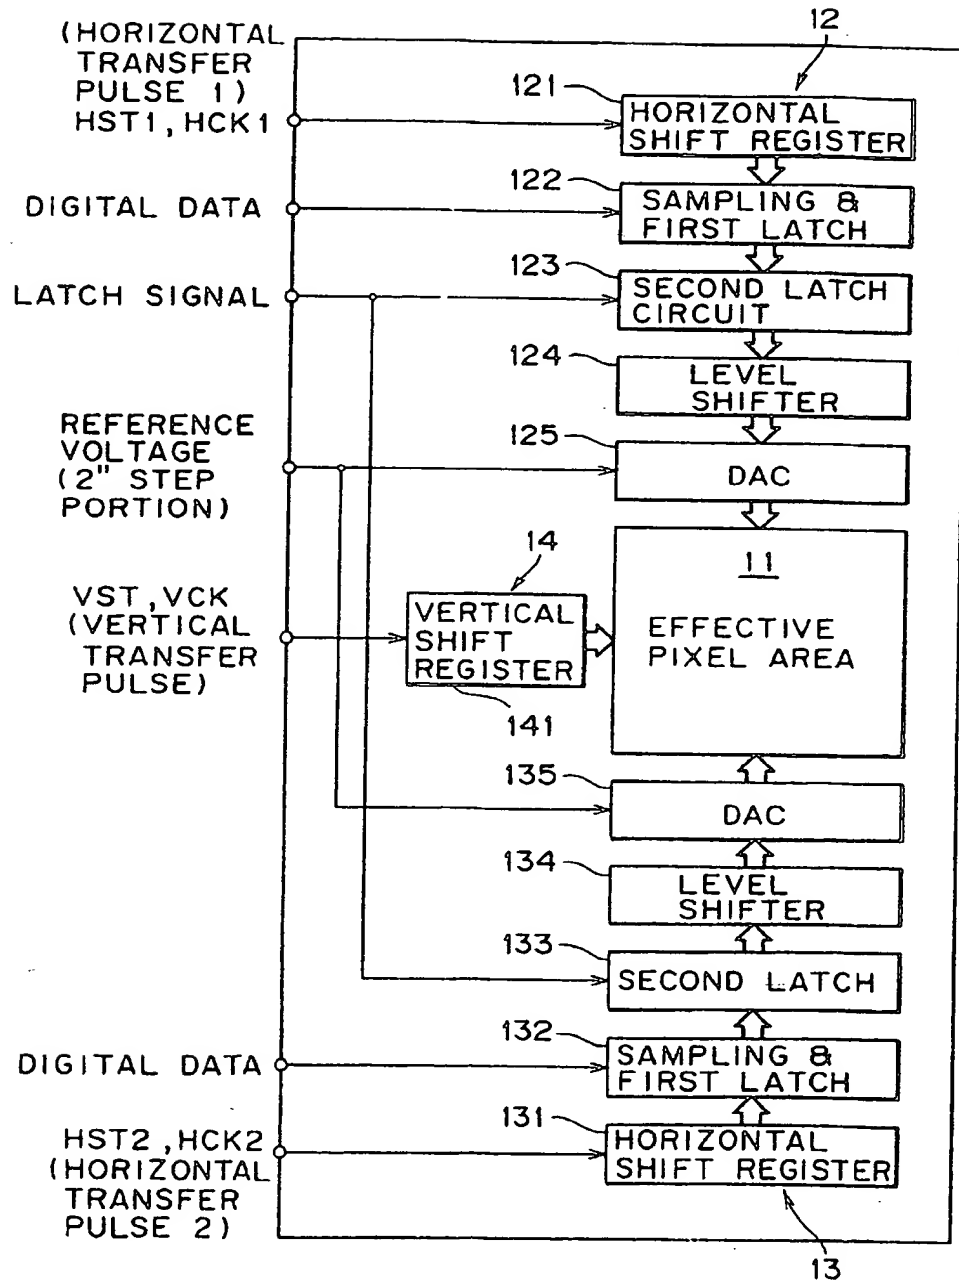 (HORIZONTAL
TRANSFER
PULSE 1)
HST1, HCK1
12
121
HORIZONTAL
SHIFT REGISTER
DIGITAL DATA
122
SAMPLING &
FIRST LATCH
LATCH SIGNAL
123
SECOND LATCH
CIRCUIT
124
LEVEL
SHIFTER
REFERENCE
VOLTAGE
(2" STEP
PORTION)
125
DAC
14
11
VST, VCK
(VERTICAL
TRANSFER
PULSE)
VERTICAL
SHIFT
REGISTER
141
EFFECTIVE
PIXEL AREA
135
DAC
134
LEVEL
SHIFTER
133
SECOND LATCH
DIGITAL DATA
132
SAMPLING &
FIRST LATCH
HST2, HCK2
(HORIZONTAL
TRANSFER
PULSE 2)
131
HORIZONTAL
SHIFT REGISTER
13